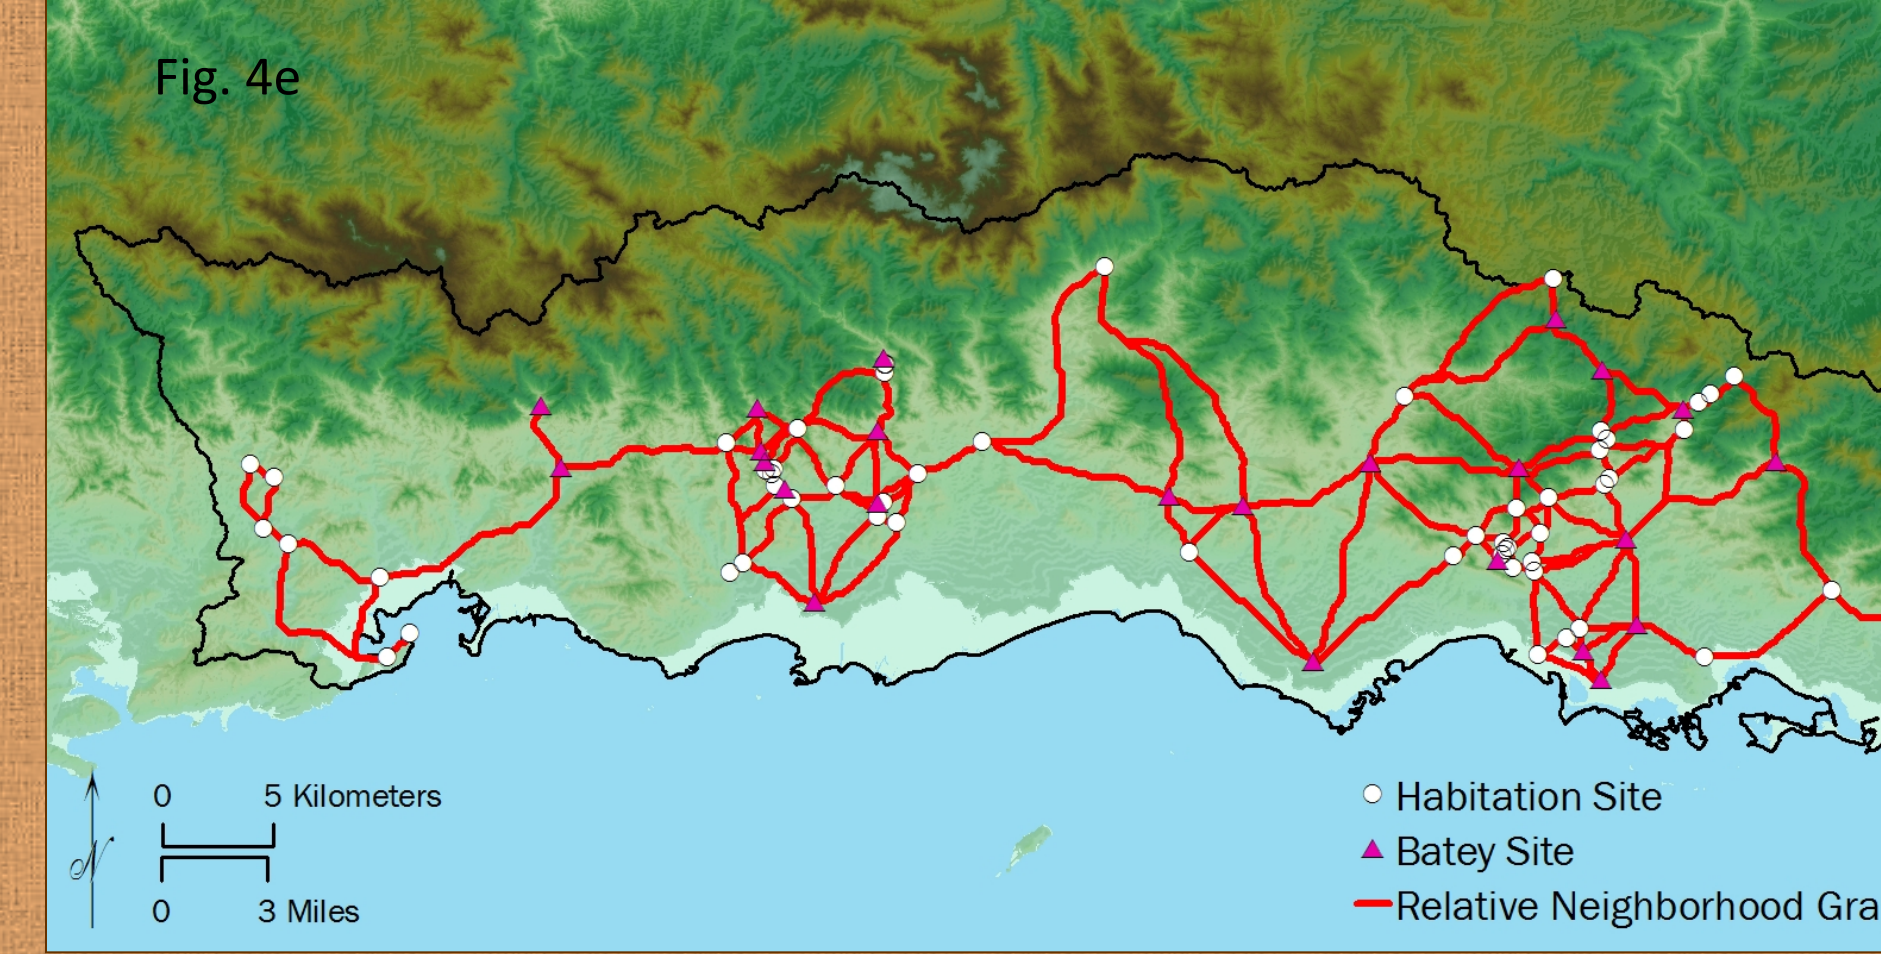 Fig. 4e
0 5 Kilometers
N
0 3 Miles
Habitation Site
Batey Site
Relative Neighborhood Gra